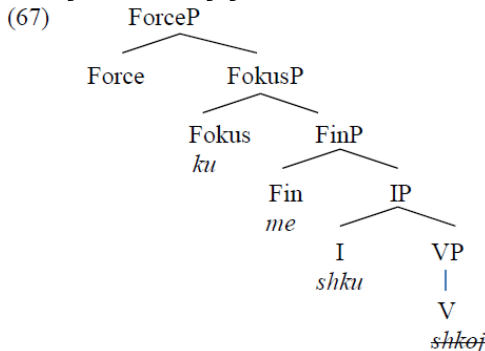 (67) ForceP
Force FokusP
Fokus FinP
ku
Fin IP
me
I VP
shku
V
shkoj